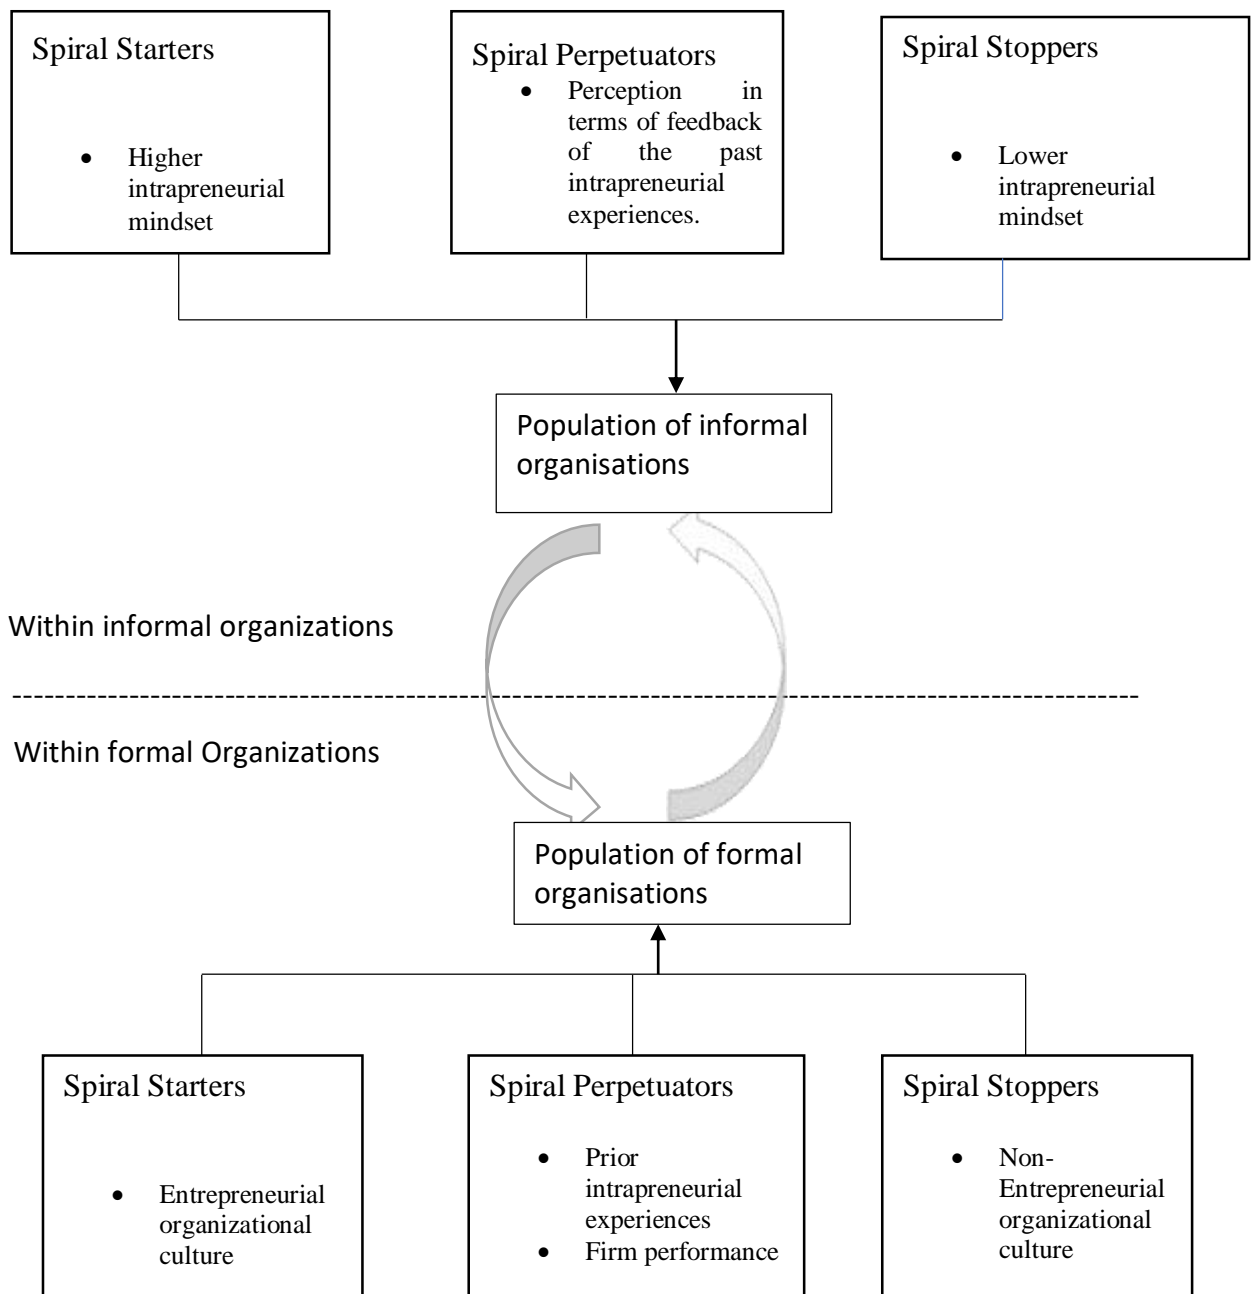 Spiral Starters
• Higher
intrapreneurial
mindset
Spiral Perpetuators
• Perception in
terms of feedback
of the past
intrapreneurial
experiences.
Spiral Stoppers
• Lower
intrapreneurial
mindset
Population of informal
organisations
Within informal organizations
Within formal Organizations
Population of formal
organisations
Spiral Starters
• Entrepreneurial
organizational
culture
Spiral Perpetuators
• Prior
intrapreneurial
experiences
• Firm performance
Spiral Stoppers
• Non-
Entrepreneurial
organizational
culture